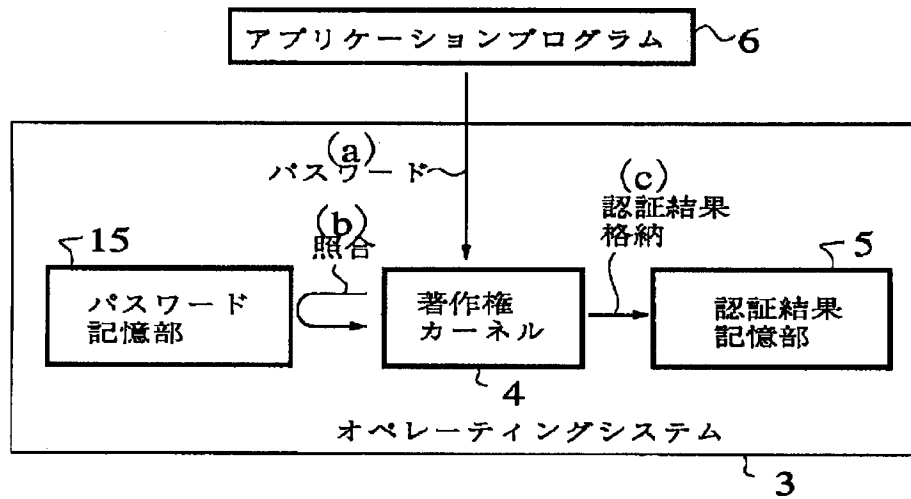 アプリケーションプログラム
6
(a)
パスワード
(b)
照合
(c)
認証結果
格納
15
パスワード
記憶部
著作権
カーネル
4
5
認証結果
記憶部
オペレーティングシステム
3